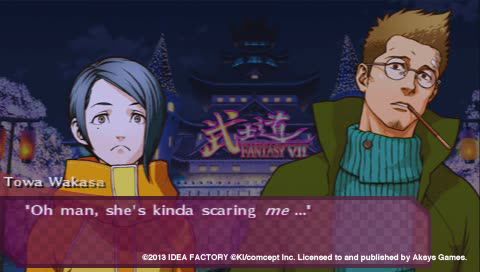 武士道
FANTASY VII
Towa Wakasa
"Oh man, she's kinda scaring me ..."
©2013 IDEA FACTORY ©KI/comcept Inc. Licensed to and published by Aksys Games.